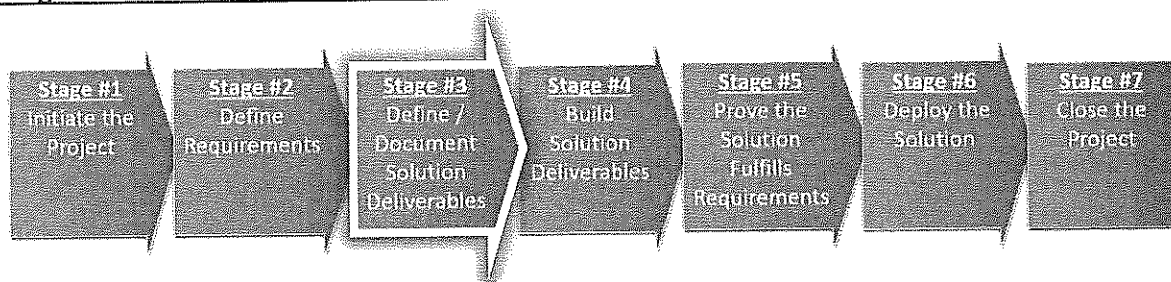 Stage #1
Initiate the
Project
Stage #2
Define
Requirements
Stage #3
Define /
Document
Solution
Deliverables
Stage #4
Build
Solution
Deliverables
Stage #5
Prove the
Solution
Fulfills
Requirements
Stage #6
Deploy the
Solution
Stage #7
Close the
Project